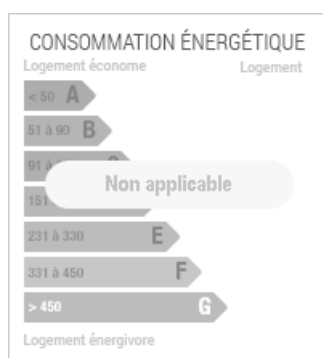 CONSOMMATION ÉNERGÉTIQUE
Logement économe Logement
< 50 A
51 à 90 B
91 à
Non applicable
151
231 à 330 E
331 à 450 F
> 450 G
Logement énergivore